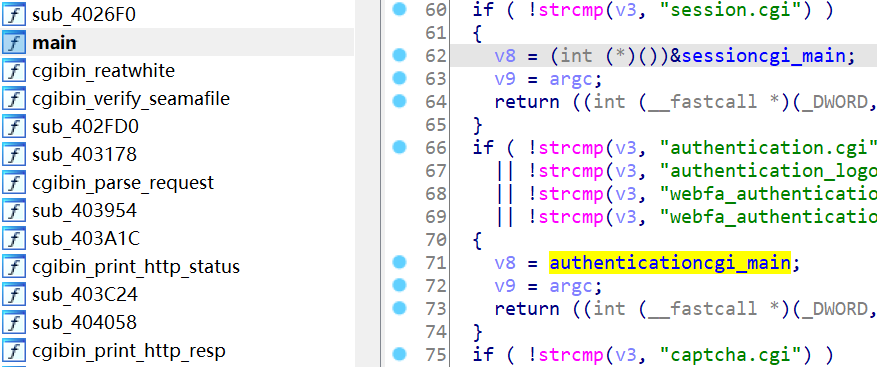 sub_4026F0
main
cgibin_reatwhite
cgibin_verify_seamafile
sub_402FD0
sub_403178
cgibin_parse_request
sub_403954
sub_403A1C
cgibin_print_http_status
sub_403C24
sub_404058
cgibin_print_http_resp
60 if ( !strcmp(v3, "session.cgi") )
61 {
62 v8 = (int (*)())&sessioncgi_main;
63 v9 = argc;
64 return ((int (__fastcall *)(_DWORD,
65 }
66 if ( !strcmp(v3, "authentication.cgi"
67 || !strcmp(v3, "authentication_logo
68 || !strcmp(v3, "webfa_authenticatio
69 || !strcmp(v3, "webfa_authenticatio
70 {
71 v8 = authenticationcgi_main;
72 v9 = argc;
73 return ((int (__fastcall *)(_DWORD,
74 }
75 if ( !strcmp(v3, "captcha.cgi") )